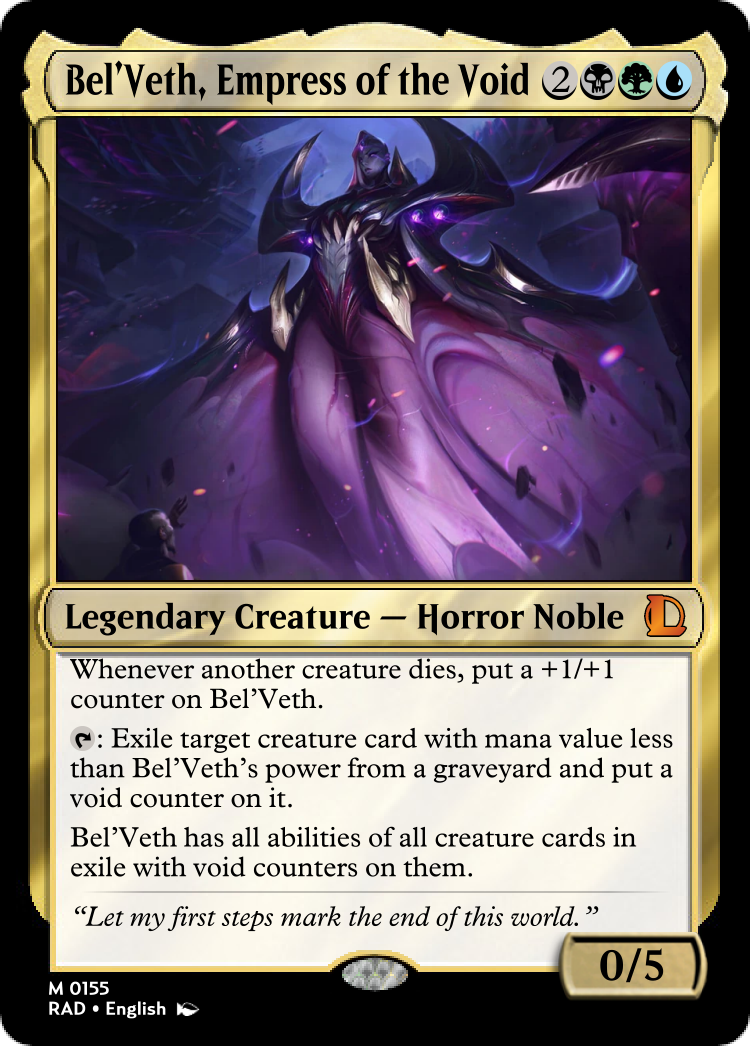 Bel'Veth, Empress of the Void 2
Legendary Creature — Horror Noble
Whenever another creature dies, put a +1/+1
counter on Bel'Veth.
: Exile target creature card with mana value less
than Bel'Veth's power from a graveyard and put a
void counter on it.
Bel'Veth has all abilities of all creature cards in
exile with void counters on them.
“Let my first steps mark the end of this world.”
0/5
M 0155
RAD • English